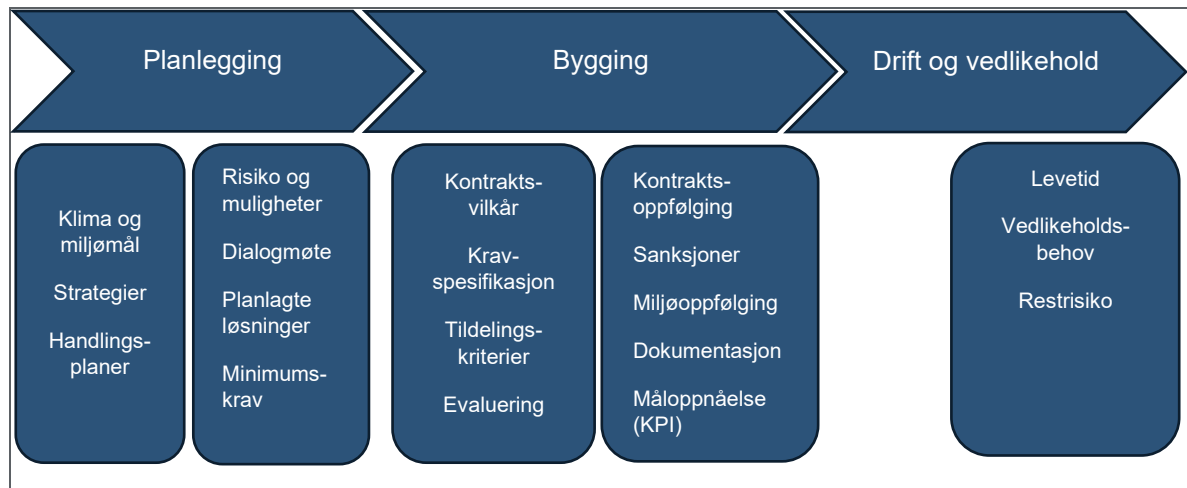 Planlegging
Bygging
Drift og vedlikehold
Klima og
miljømål
Strategier
Handlings-
planer
Risiko og
muligheter
Dialogmøte
Planlagte
løsninger
Minimums-
krav
Kontrakts-
vilkår
Krav-
spesifikasjon
Tildelings-
kriterier
Evaluering
Kontrakts-
oppfølging
Sanksjoner
Miljøoppfølging
Dokumentasjon
Måloppnåelse
(KPI)
Levetid
Vedlikeholds-
behov
Restrisiko